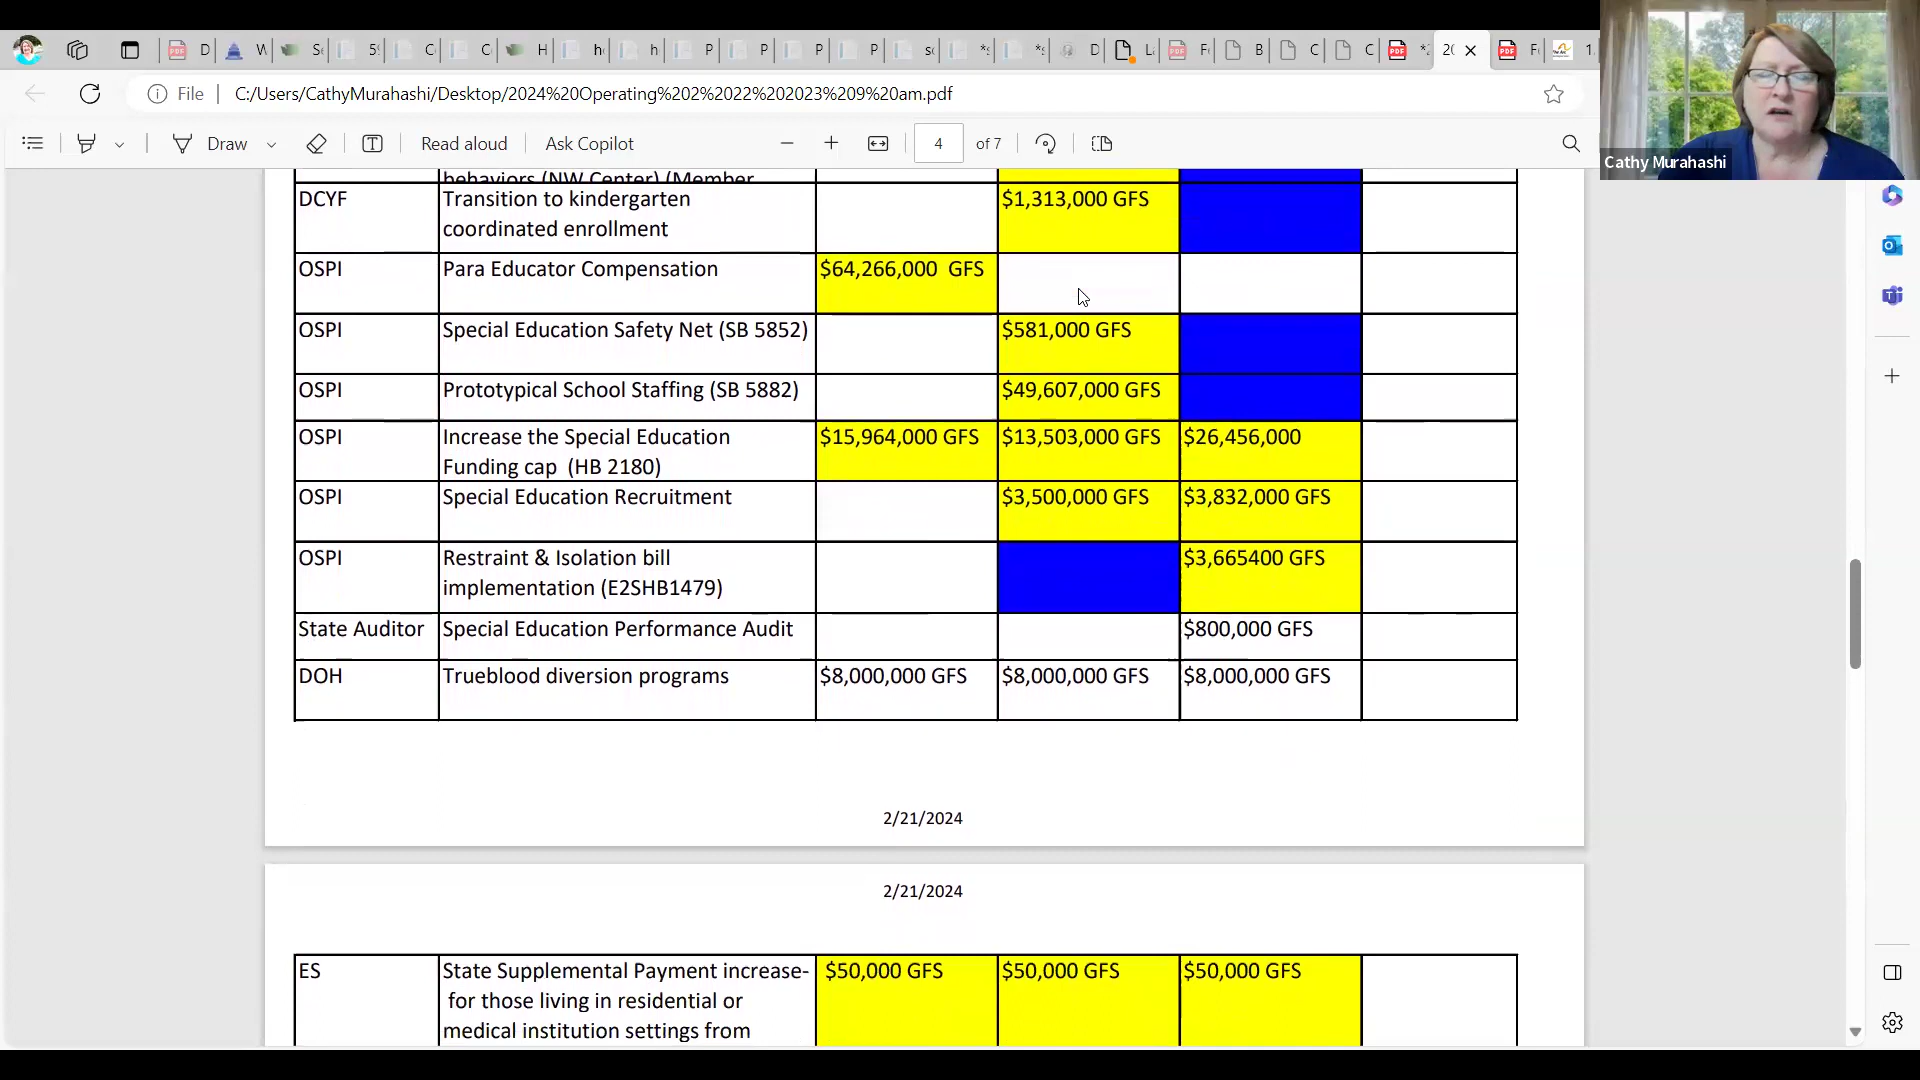 D W S 5! C C H h h P P P P s *s *s D L F B C C * 20 F 1.
File C:/Users/CathyMurahashi/Desktop/2024%20Operating%202%2022%202023%209%20am.pdf
Draw Read aloud Ask Copilot 4 of 7
Cathy Murahashi
behaviors (NW Center) (Member
DCYF Transition to kindergarten $1,313,000 GFS
coordinated enrollment
OSPI Para Educator Compensation $64,266,000 GFS
OSPI Special Education Safety Net (SB 5852) $581,000 GFS
OSPI Prototypical School Staffing (SB 5882) $49,607,000 GFS
OSPI Increase the Special Education $15,964,000 GFS $13,503,000 GFS $26,456,000
Funding cap (HB 2180)
OSPI Special Education Recruitment $3,500,000 GFS $3,832,000 GFS
OSPI Restraint & Isolation bill $3,665400 GFS
implementation (E2SHB1479)
State Auditor Special Education Performance Audit $800,000 GFS
DOH Trueblood diversion programs $8,000,000 GFS $8,000,000 GFS $8,000,000 GFS
2/21/2024
2/21/2024
ES State Supplemental Payment increase- $50,000 GFS $50,000 GFS $50,000 GFS
for those living in residential or
medical institution settings from